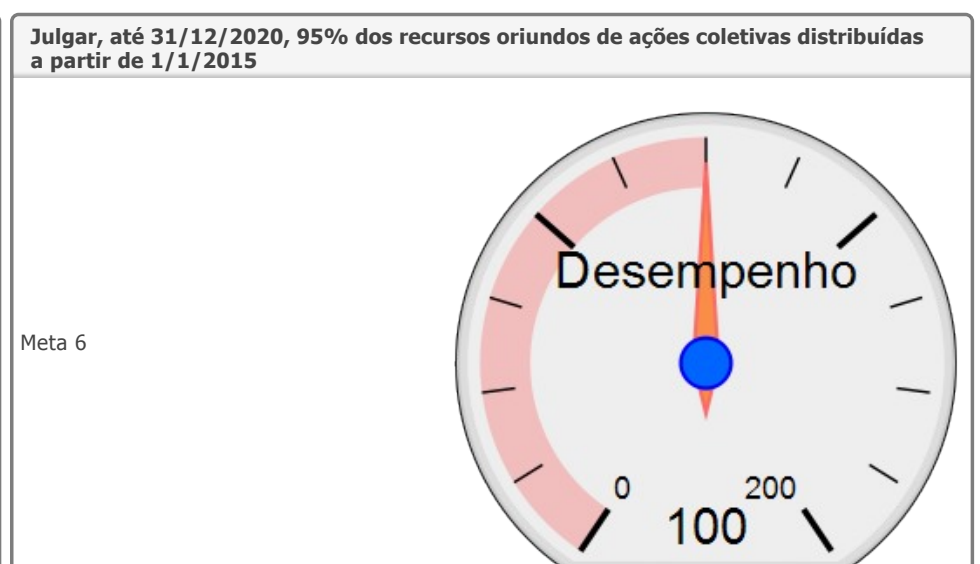 Julgar, até 31/12/2020, 95% dos recursos oriundos de ações coletivas distribuídas
a partir de 1/1/2015
Meta 6
Desempenho
0 200
100